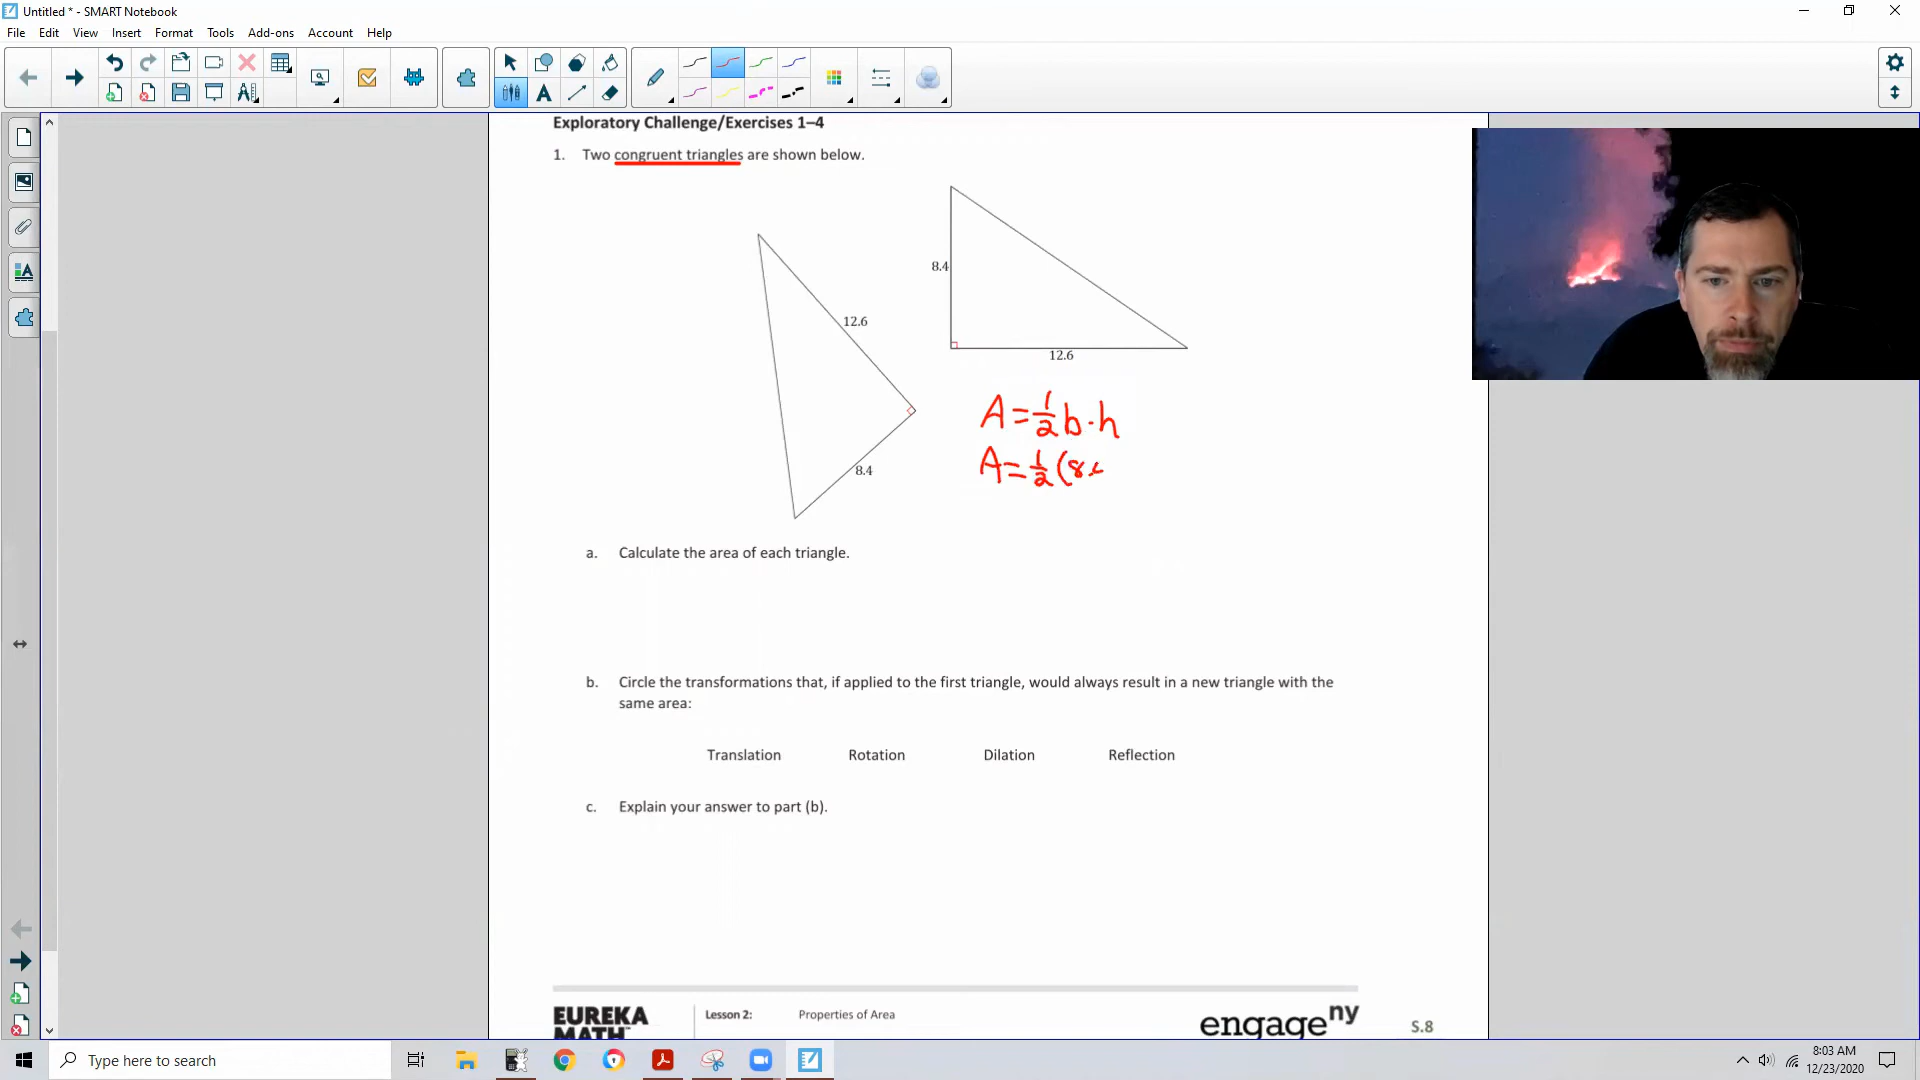 Untitled * - SMART Notebook
File Edit View Insert Format Tools Add-ons Account Help
Exploratory Challenge/Exercises 1–4
1. Two congruent triangles are shown below.
8.4
12.6
12.6
8.4
A = 1/2 b · h
A = 1/2 (8.
a. Calculate the area of each triangle.
b. Circle the transformations that, if applied to the first triangle, would always result in a new triangle with the
same area:
Translation Rotation Dilation Reflection
c. Explain your answer to part (b).
EUREKA
MATH™
Lesson 2: Properties of Area
engage ny
S.8
Type here to search
8:03 AM
12/23/2020